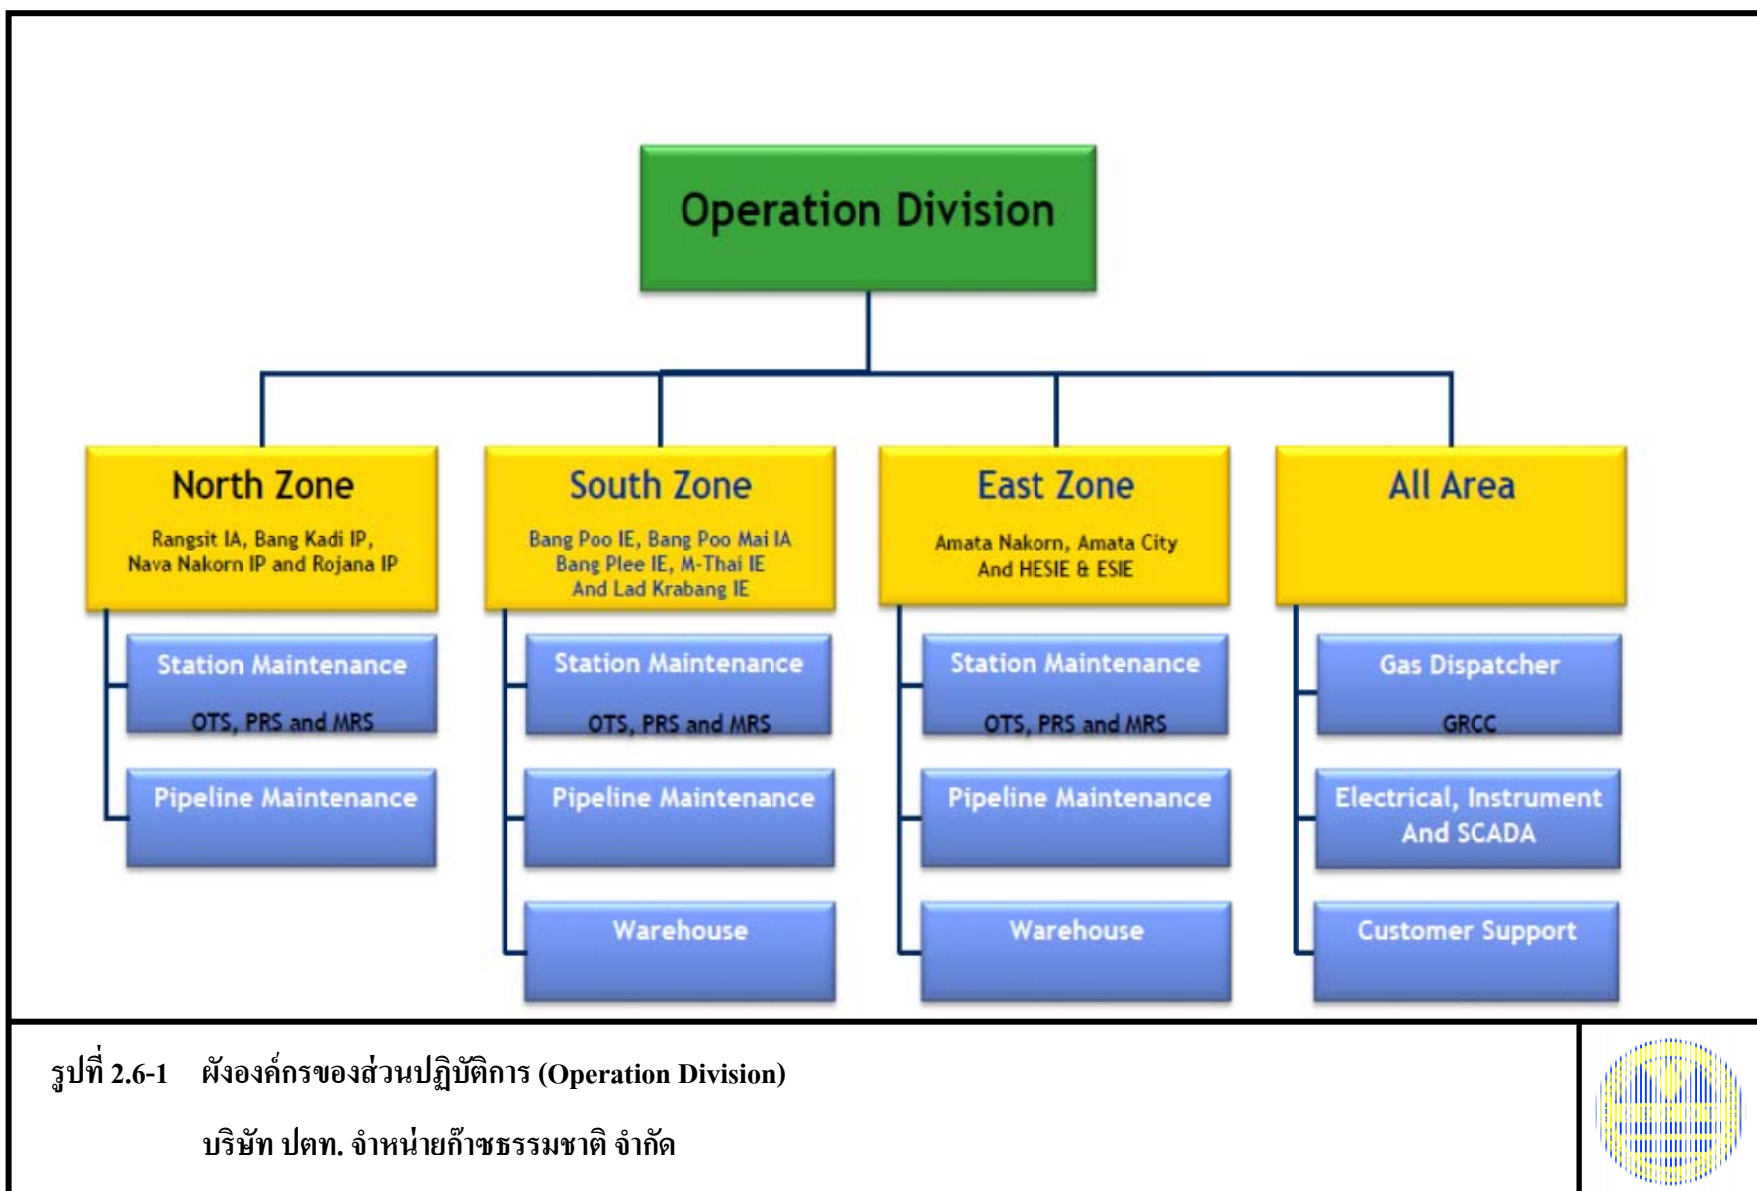 Operation Division
North Zone
Rangsit IA, Bang Kadi IP,
Nava Nakorn IP and Rojana IP
South Zone
Bang Poo IE, Bang Poo Mai IA
Bang Plee IE, M-Thai IE
And Lad Krabang IE
East Zone
Amata Nakorn, Amata City
And HESIE & ESIE
All Area
Station Maintenance
OTS, PRS and MRS
Station Maintenance
OTS, PRS and MRS
Station Maintenance
OTS, PRS and MRS
Gas Dispatcher
GRCC
Pipeline Maintenance
Pipeline Maintenance
Pipeline Maintenance
Electrical, Instrument
And SCADA
Warehouse
Warehouse
Customer Support
รูปที่ 2.6-1 ผังองค์กรของส่วนปฏิบัติการ (Operation Division)
บริษัท ปตท. จำหน่ายก๊าซธรรมชาติ จำกัด